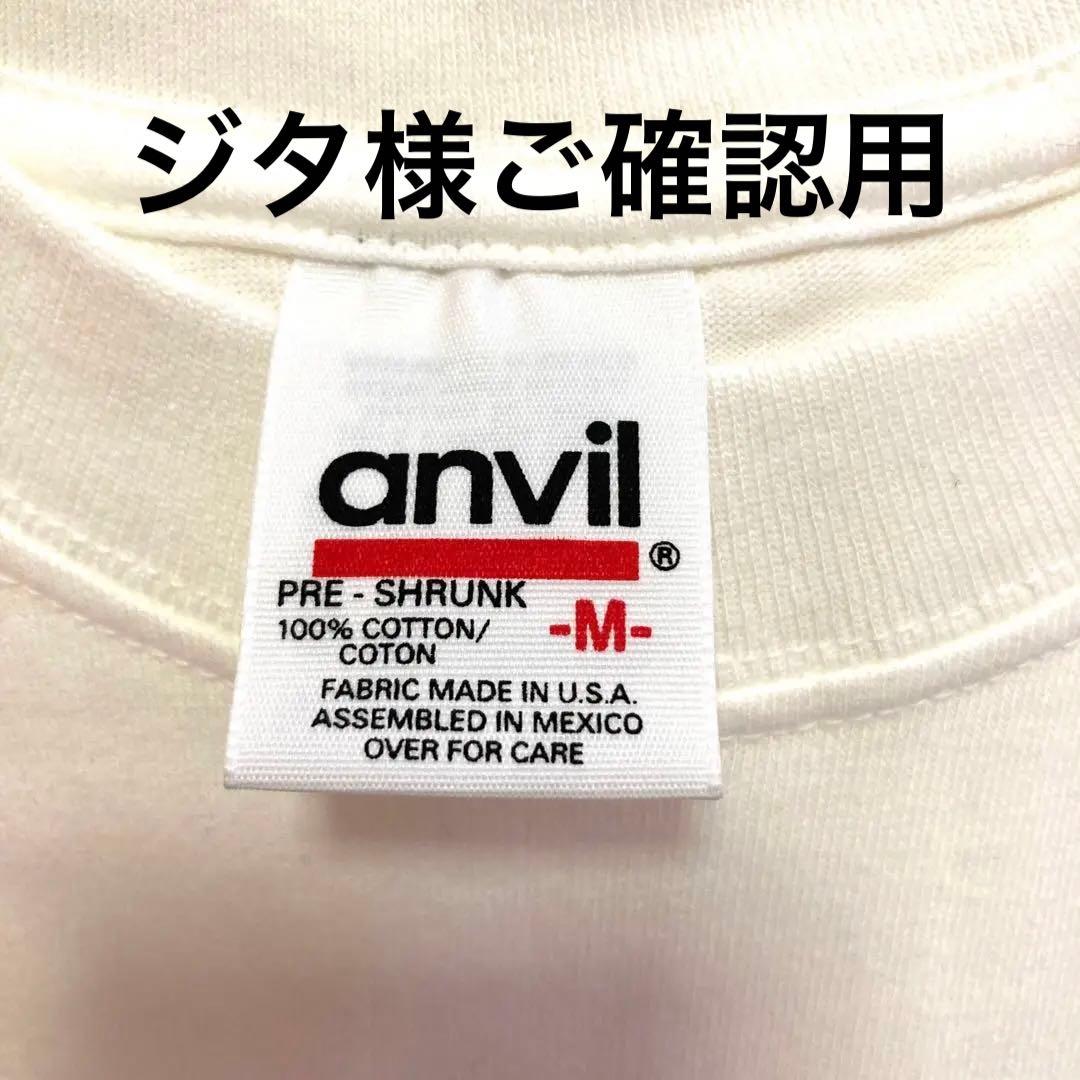 ジタ様ご確認用
anvil
®
PRE - SHRUNK
100% COTTON/
COTON
-M-
FABRIC MADE IN U.S.A.
ASSEMBLED IN MEXICO
OVER FOR CARE